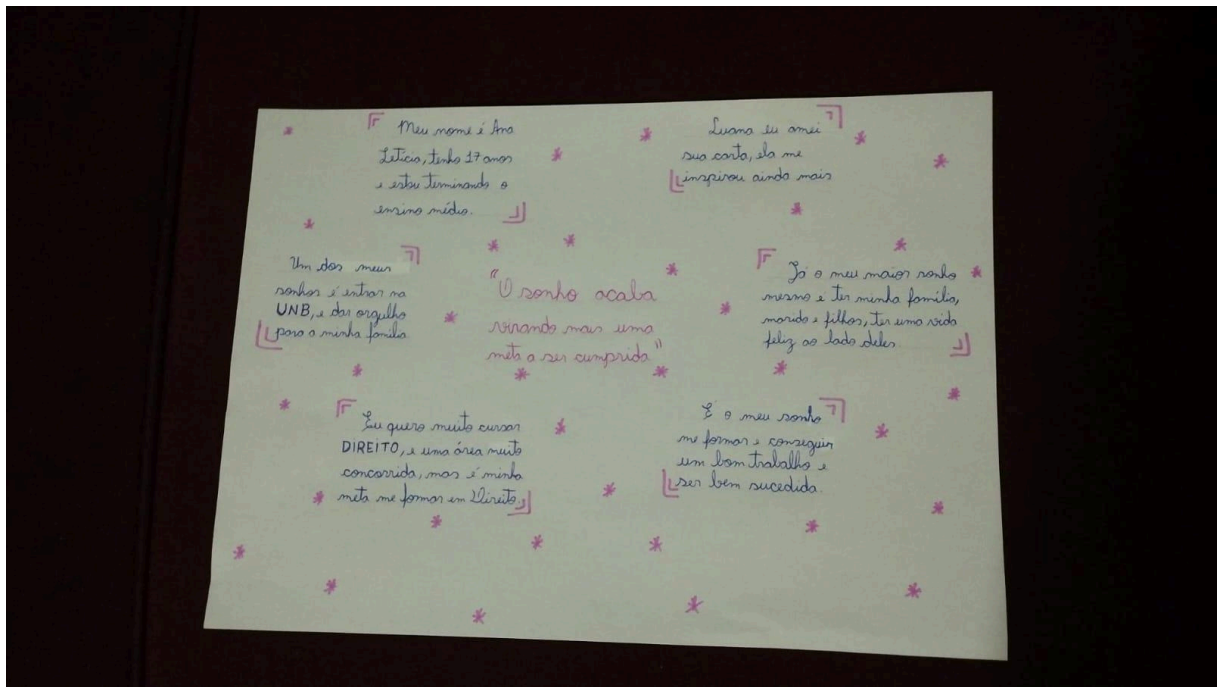 Meu nome é Ana
Letícia, tenho 17 anos
e estou terminando o
ensino médio.
Luana eu amei
sua carta, ela me
inspirou ainda mais
Um dos meus
sonhos é entrar na
UNB, e dar orgulho
para a minha família
"O sonho acaba
virando mais uma
meta a ser cumprida"
Já o meu maior sonho
mesmo e ter minha família,
marido e filhos, ter uma vida
feliz ao lado deles.
Eu quero muito cursar
DIREITO, e uma área muito
concorrida, mas é minha
meta me formar em Direito.
É o meu sonho
me formar e conseguir
um bom trabalho e
ser bem sucedida.